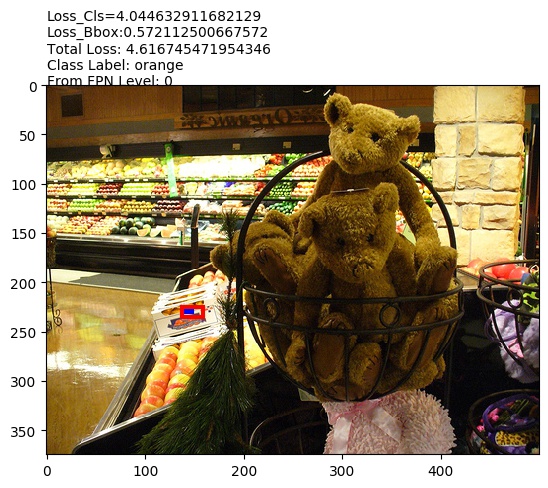 Loss_Cls=4.044632911682129
Loss_Bbox:0.572112500667572
Total Loss: 4.616745471954346
Class Label: orange
From FPN Level: 0
0
50
100
150
200
250
300
350
0
100
200
300
400